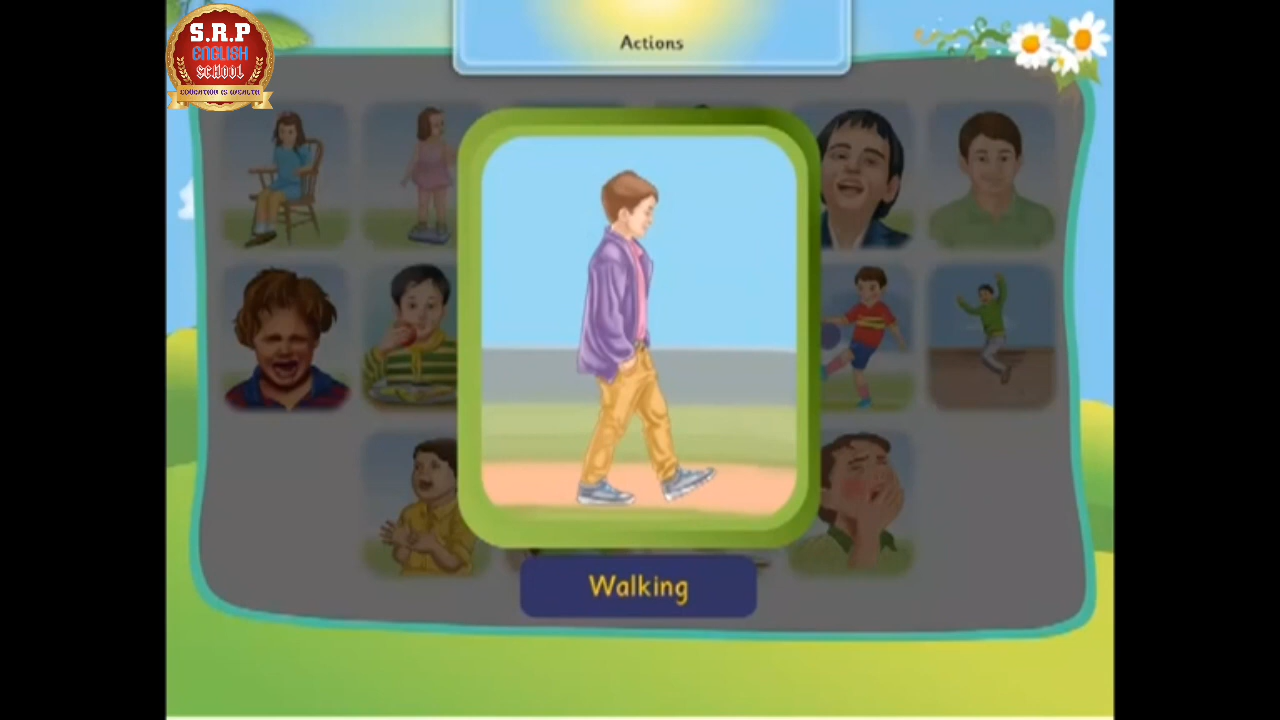 S.R.P
ENGLISH
SCHOOL
EDUCATION IS WEALTH
Actions
Walking